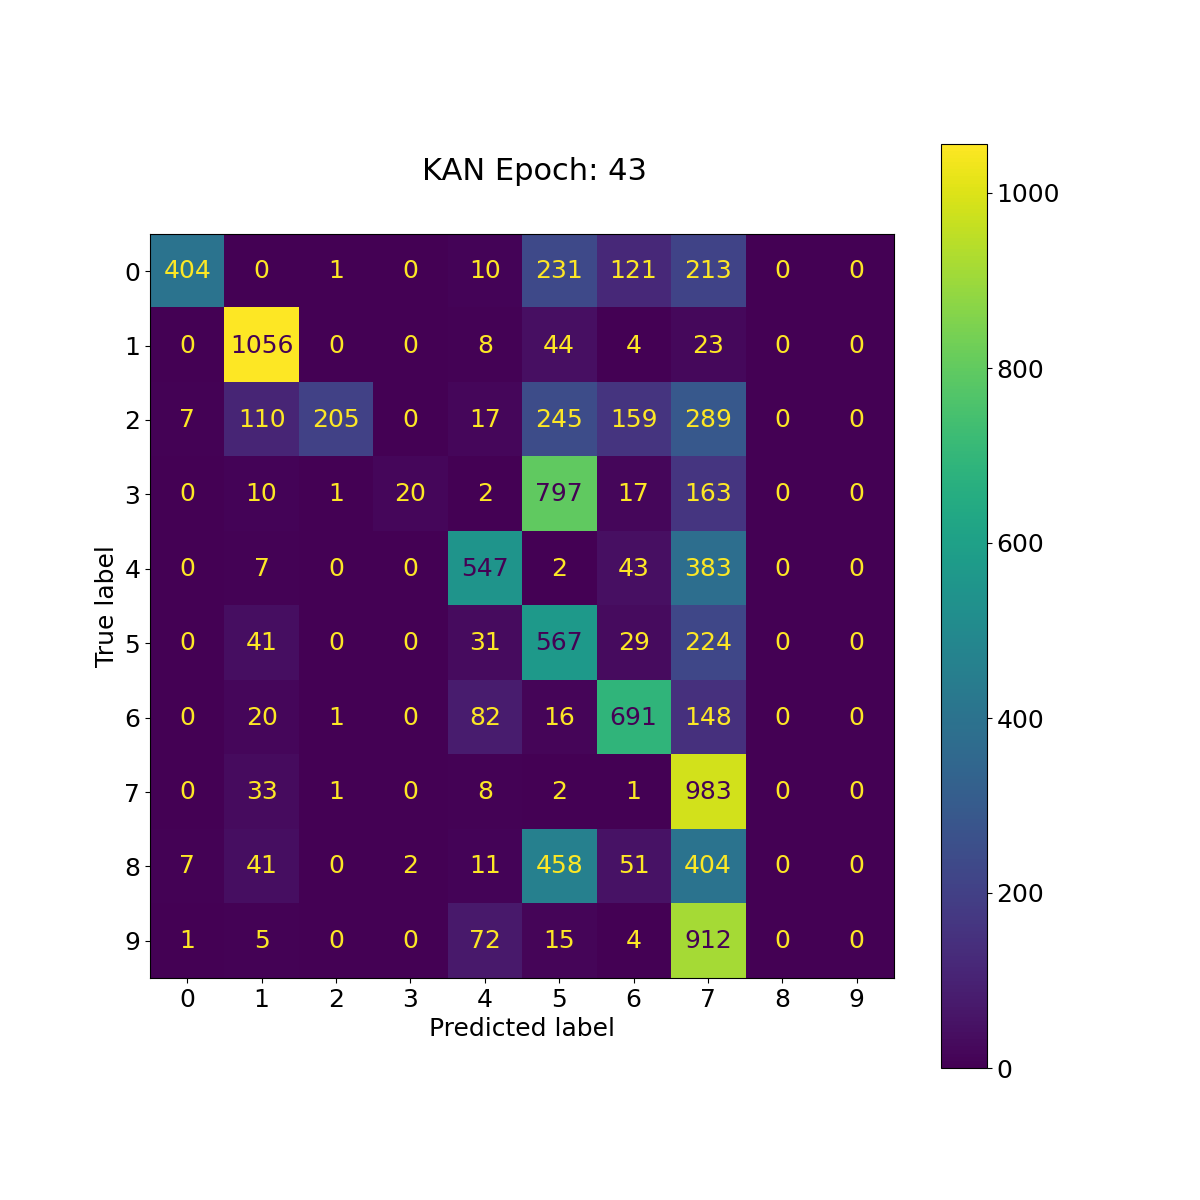 KAN Epoch: 43
0 404 0 1 0 10 231 121 213 0 0
1 0 1056 0 0 8 44 4 23 0 0
2 7 110 205 0 17 245 159 289 0 0
3 0 10 1 20 2 797 17 163 0 0
4 0 7 0 0 547 2 43 383 0 0
5 0 41 0 0 31 567 29 224 0 0
6 0 20 1 0 82 16 691 148 0 0
7 0 33 1 0 8 2 1 983 0 0
8 7 41 0 2 11 458 51 404 0 0
9 1 5 0 0 72 15 4 912 0 0
0 1 2 3 4 5 6 7 8 9
Predicted label
True label
1000
800
600
400
200
0